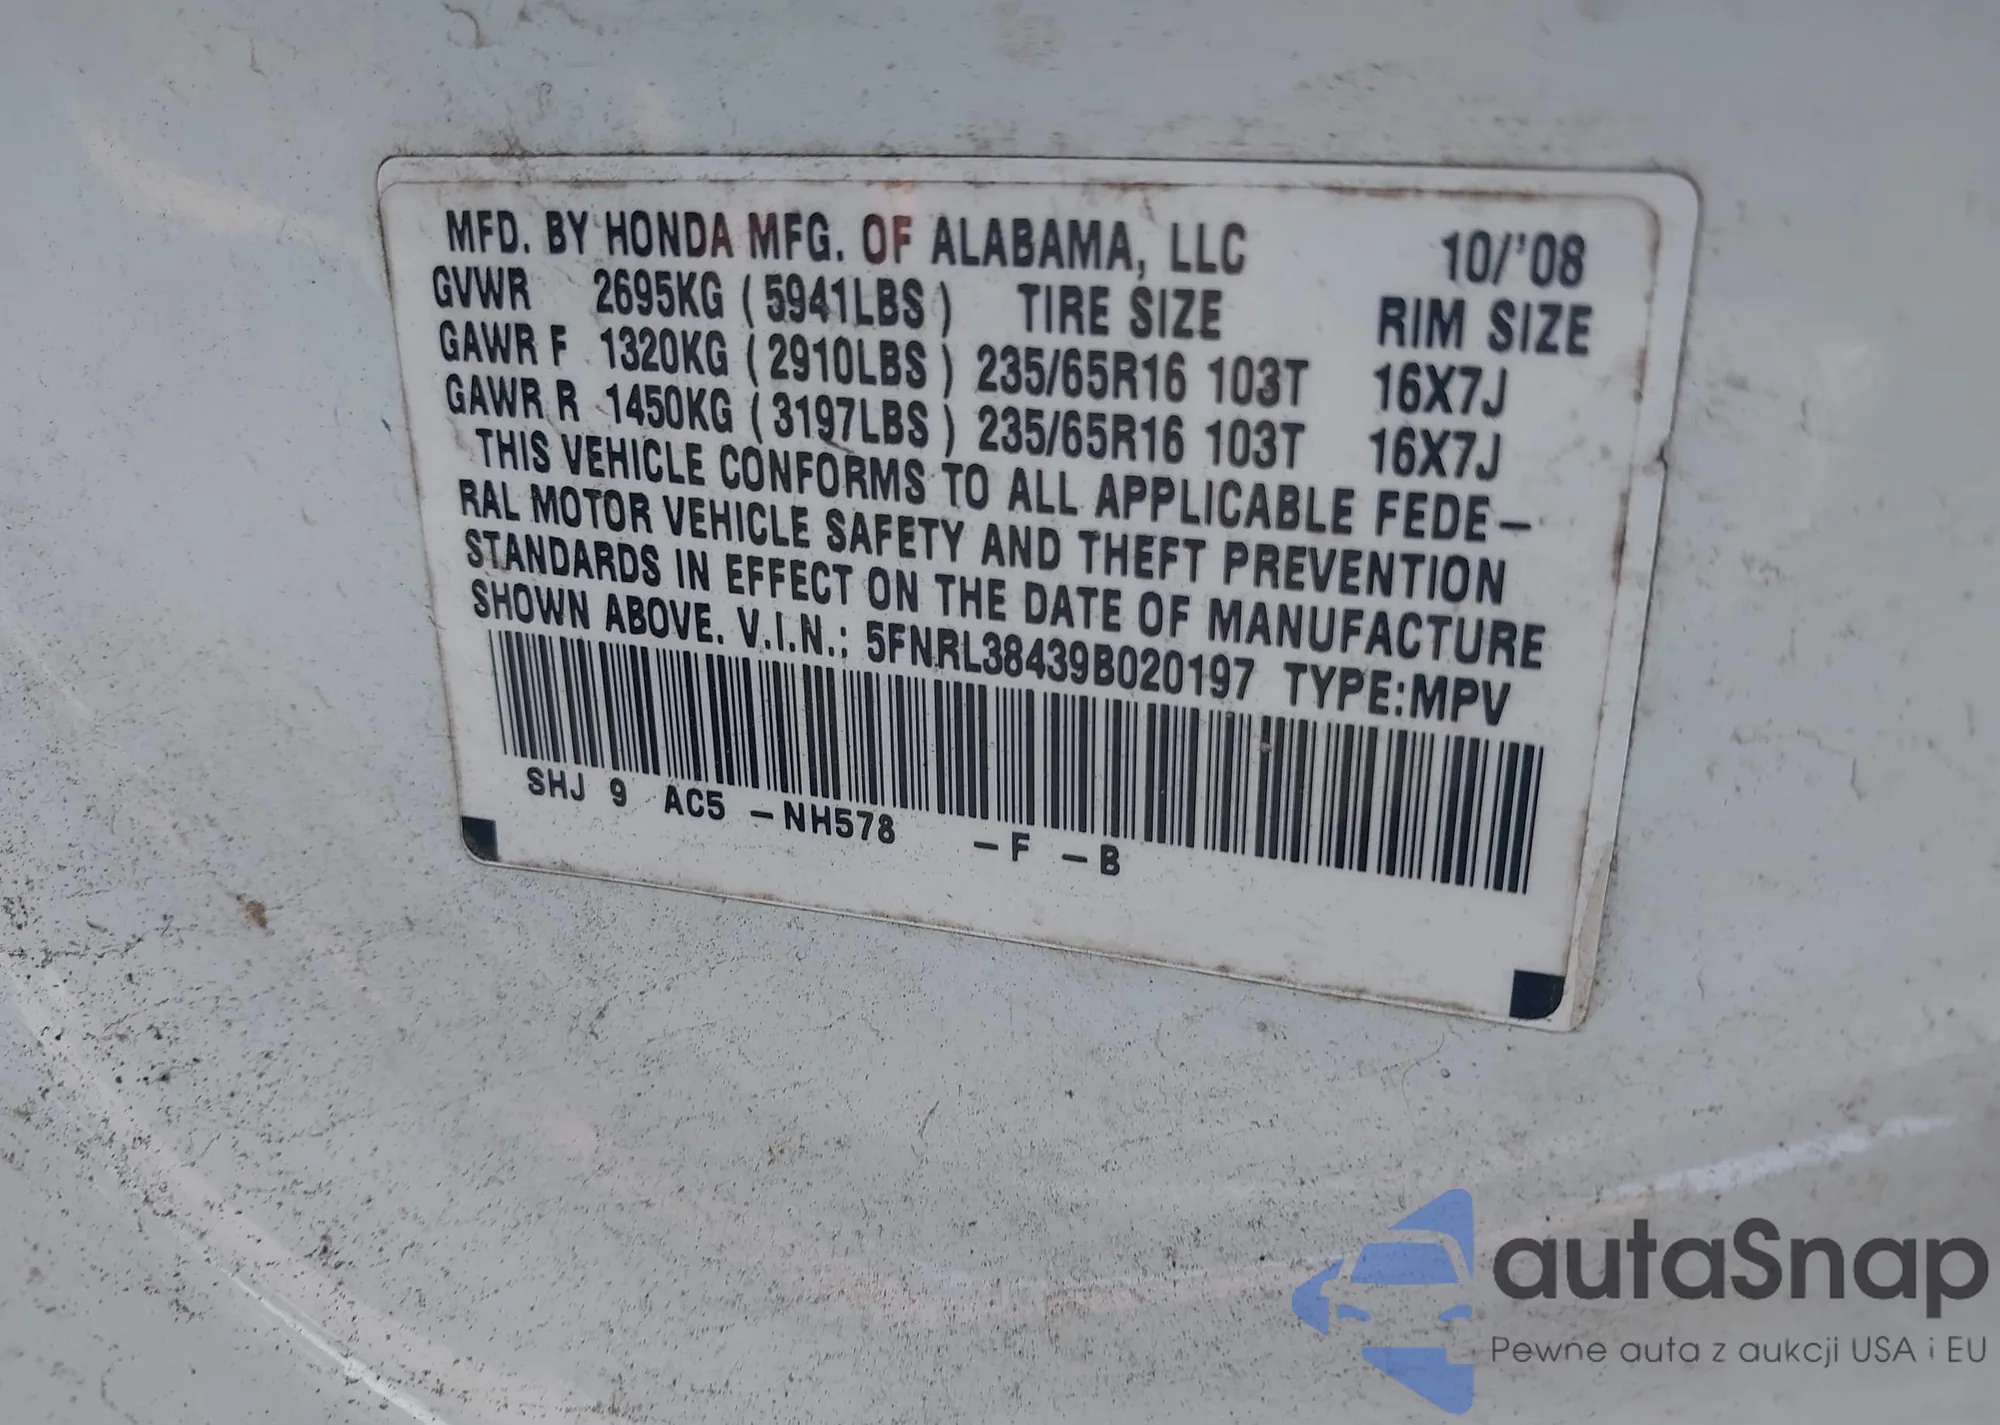 MFD. BY HONDA MFG. OF ALABAMA, LLC 10/'08
GVWR 2695KG (5941LBS) TIRE SIZE RIM SIZE
GAWR F 1320KG (2910LBS) 235/65R16 103T 16X7J
GAWR R 1450KG (3197LBS) 235/65R16 103T 16X7J
THIS VEHICLE CONFORMS TO ALL APPLICABLE FEDE-
RAL MOTOR VEHICLE SAFETY AND THEFT PREVENTION
STANDARDS IN EFFECT ON THE DATE OF MANUFACTURE
SHOWN ABOVE. V.I.N.: 5FNRL38439B020197 TYPE:MPV
SHJ 9 AC5 -NH578 -F -B
autaSnap
Pewne auta z aukcji USA i EU